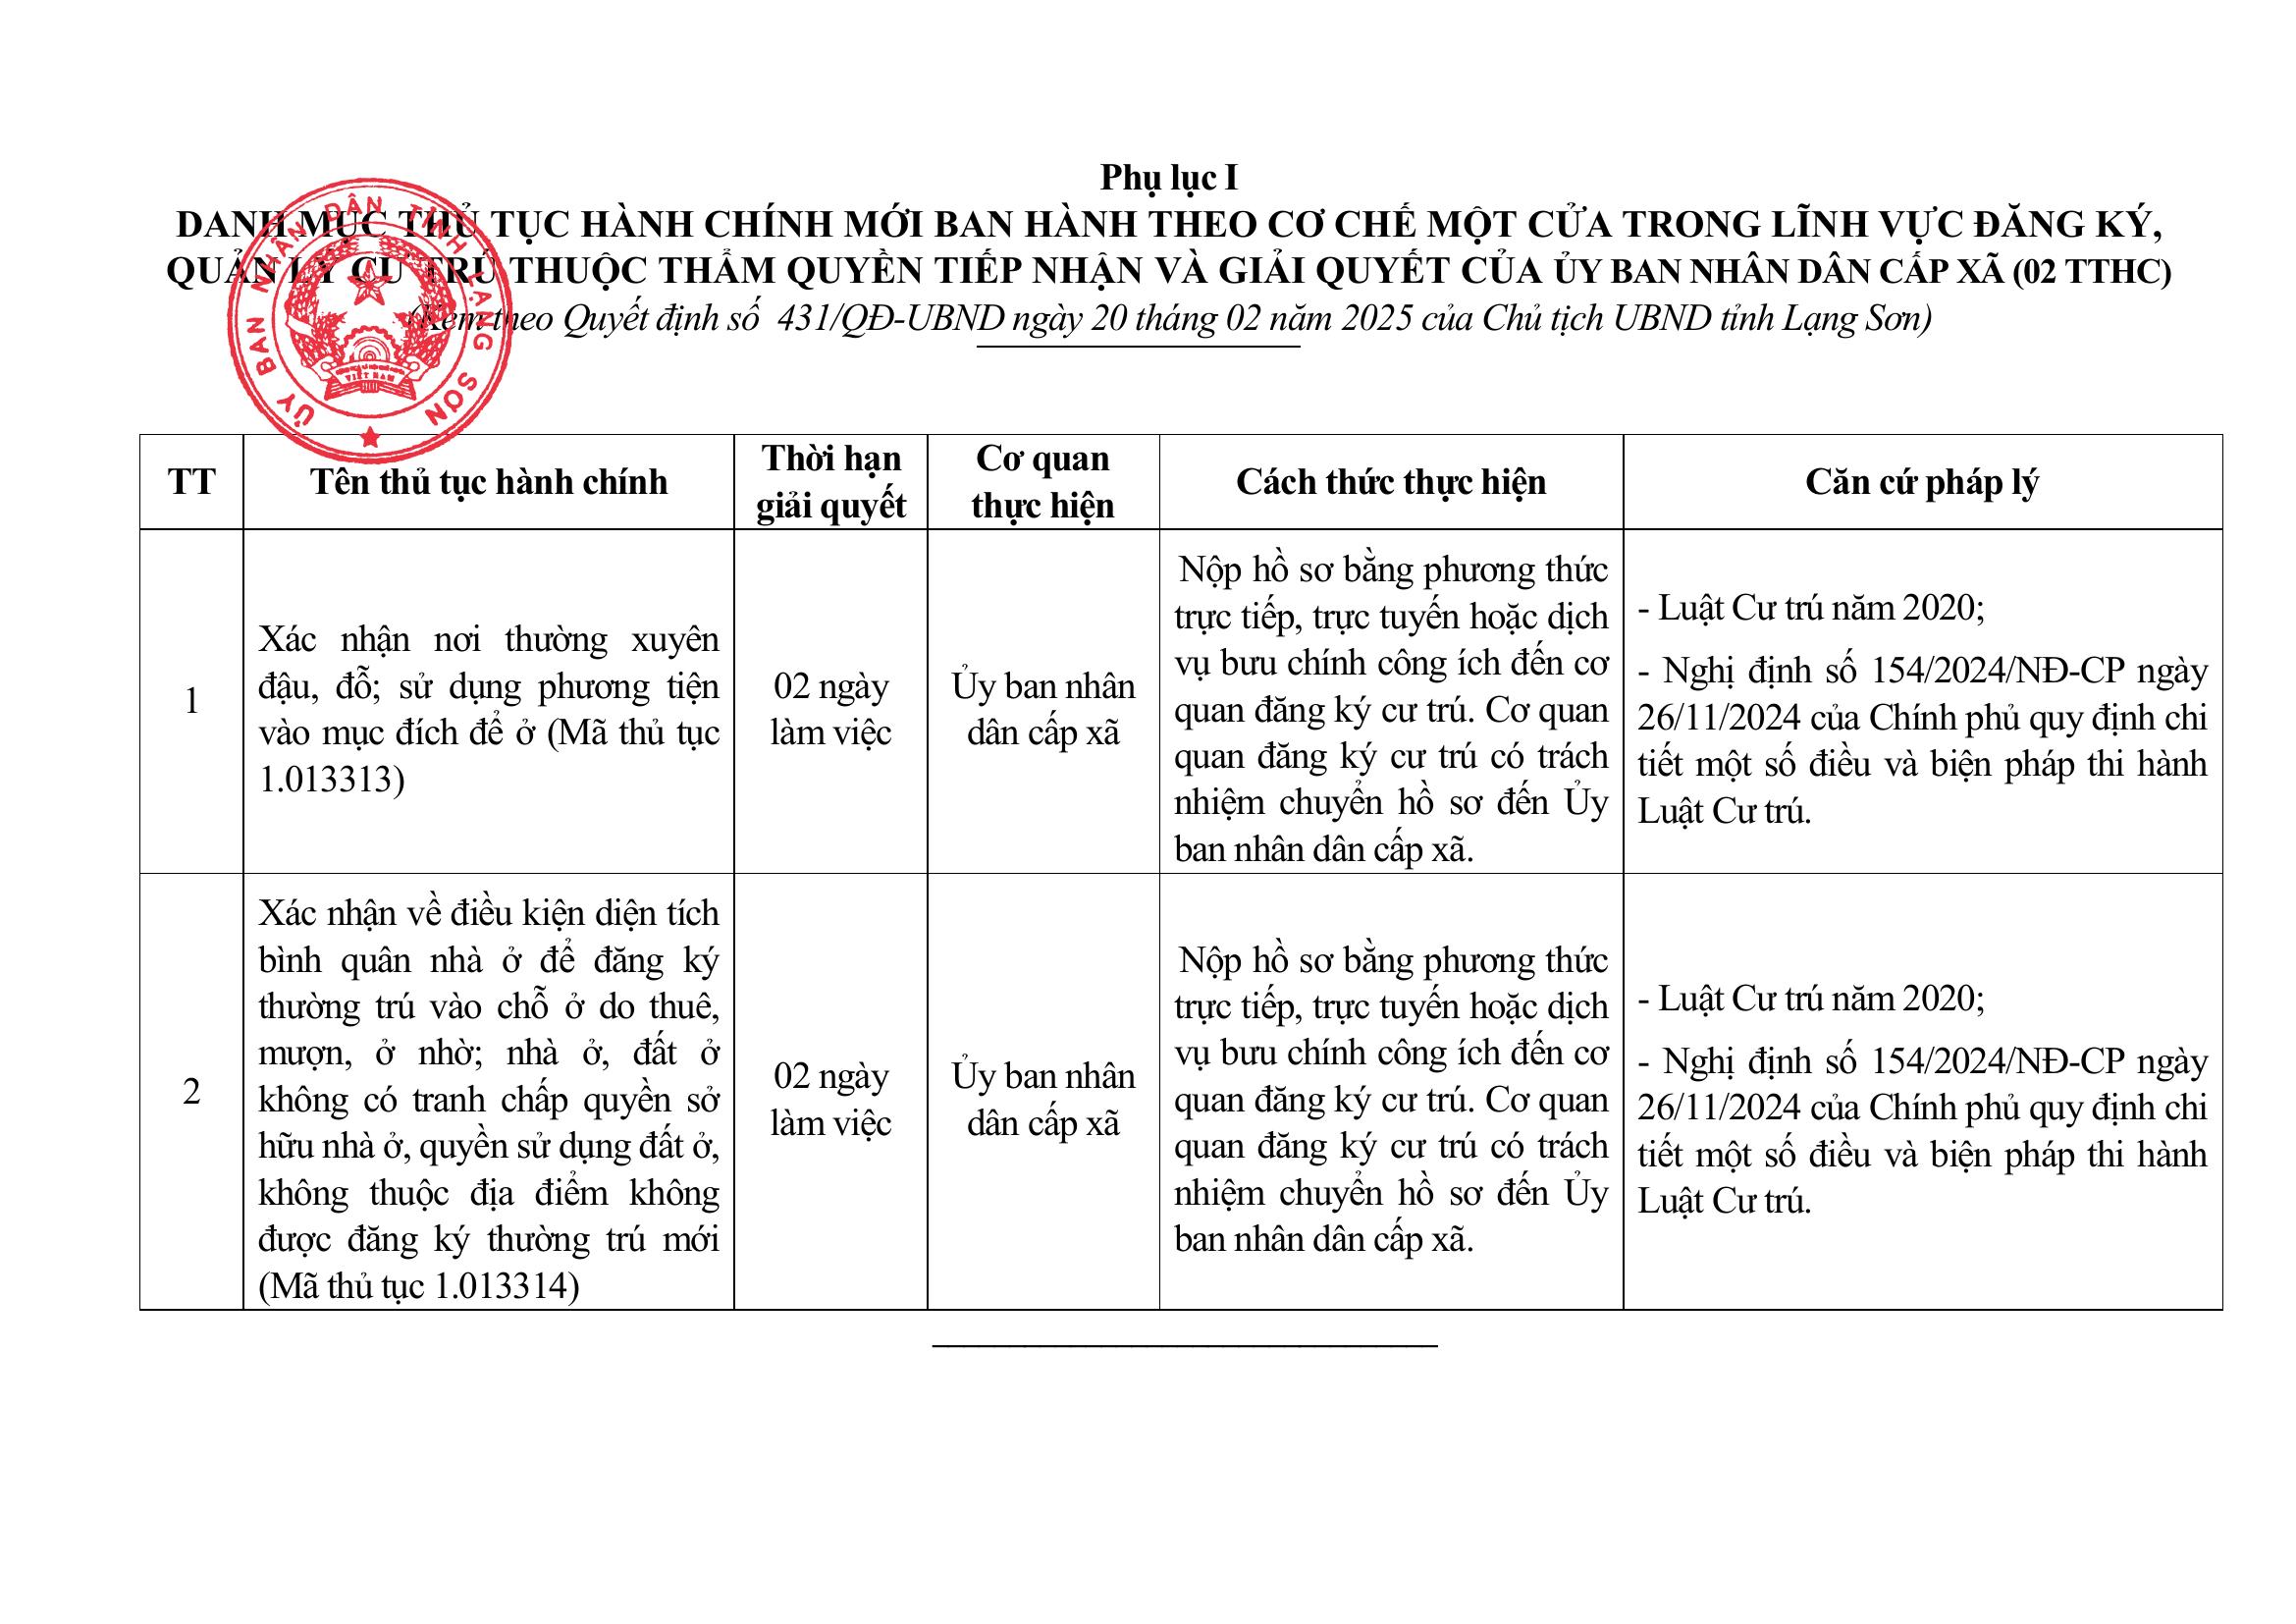 Phụ lục I
DANH MỤC THỦ TỤC HÀNH CHÍNH MỚI BAN HÀNH THEO CƠ CHẾ MỘT CỬA TRONG LĨNH VỰC ĐĂNG KÝ,
QUẢN LÝ CƯ TRÚ THUỘC THẨM QUYỀN TIẾP NHẬN VÀ GIẢI QUYẾT CỦA ỦY BAN NHÂN DÂN CẤP XÃ (02 TTHC)
(Kèm theo Quyết định số 431/QĐ-UBND ngày 20 tháng 02 năm 2025 của Chủ tịch UBND tỉnh Lạng Sơn)
ỦY BAN NHÂN DÂN TỈNH LẠNG SƠN
VIỆT NAM
TT
Tên thủ tục hành chính
Thời hạn
giải quyết
Cơ quan
thực hiện
Cách thức thực hiện
Căn cứ pháp lý
1
Xác nhận nơi thường xuyên
đậu, đỗ; sử dụng phương tiện
vào mục đích để ở (Mã thủ tục
1.013313)
02 ngày
làm việc
Ủy ban nhân
dân cấp xã
Nộp hồ sơ bằng phương thức
trực tiếp, trực tuyến hoặc dịch
vụ bưu chính công ích đến cơ
quan đăng ký cư trú. Cơ quan
quan đăng ký cư trú có trách
nhiệm chuyển hồ sơ đến Ủy
ban nhân dân cấp xã.
- Luật Cư trú năm 2020;
- Nghị định số 154/2024/NĐ-CP ngày
26/11/2024 của Chính phủ quy định chi
tiết một số điều và biện pháp thi hành
Luật Cư trú.
2
Xác nhận về điều kiện diện tích
bình quân nhà ở để đăng ký
thường trú vào chỗ ở do thuê,
mượn, ở nhờ; nhà ở, đất ở
không có tranh chấp quyền sở
hữu nhà ở, quyền sử dụng đất ở,
không thuộc địa điểm không
được đăng ký thường trú mới
(Mã thủ tục 1.013314)
02 ngày
làm việc
Ủy ban nhân
dân cấp xã
Nộp hồ sơ bằng phương thức
trực tiếp, trực tuyến hoặc dịch
vụ bưu chính công ích đến cơ
quan đăng ký cư trú. Cơ quan
quan đăng ký cư trú có trách
nhiệm chuyển hồ sơ đến Ủy
ban nhân dân cấp xã.
- Luật Cư trú năm 2020;
- Nghị định số 154/2024/NĐ-CP ngày
26/11/2024 của Chính phủ quy định chi
tiết một số điều và biện pháp thi hành
Luật Cư trú.